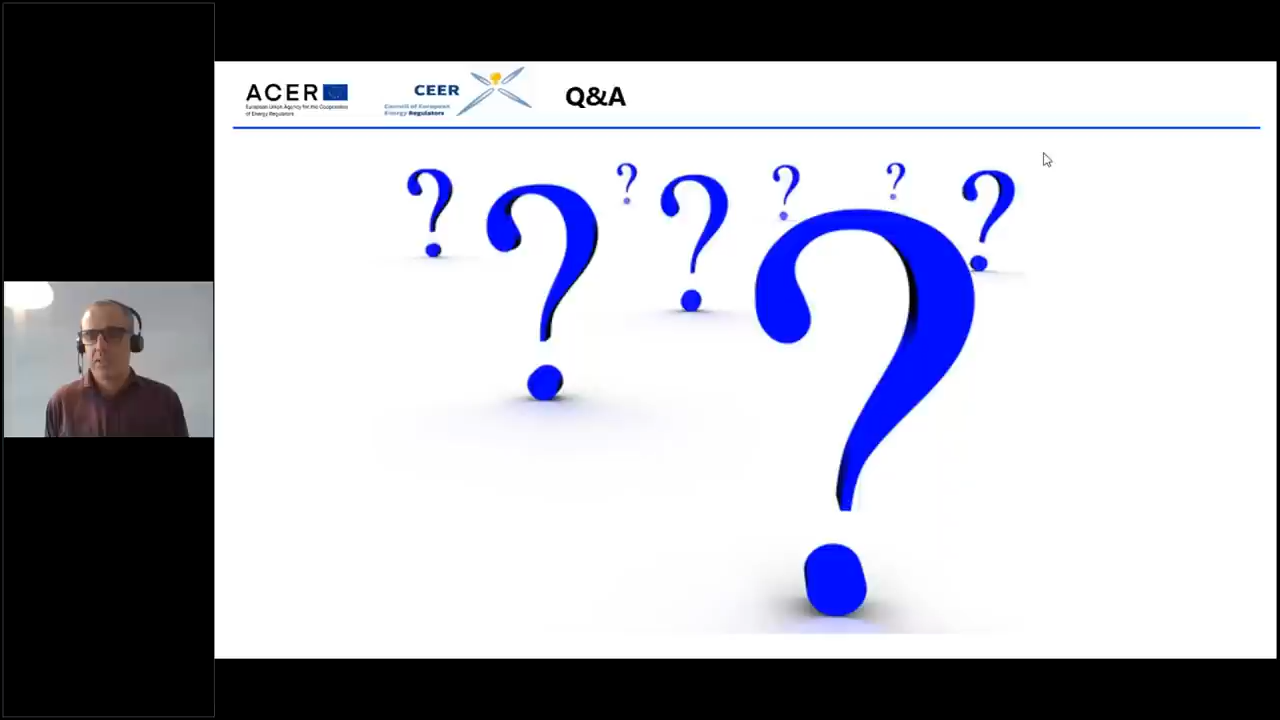 ACER
European Union Agency for the Cooperation
of Energy Regulators
CEER
Council of European
Energy Regulators
Q&A
? ? ? ? ? ? ? ?